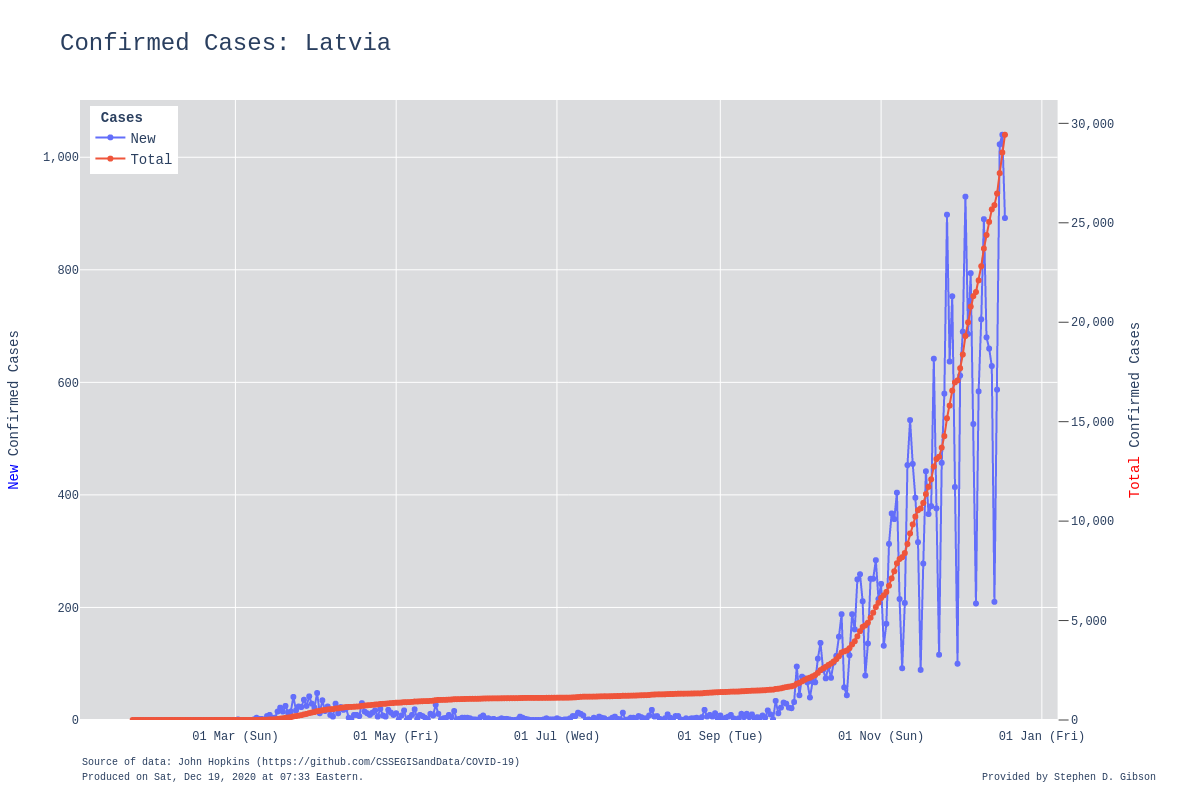 Confirmed Cases: Latvia
Cases
New
Total
1,000
800
600
400
200
0
30,000
25,000
20,000
15,000
10,000
5,000
0
New Confirmed Cases
Total Confirmed Cases
01 Mar (Sun) 01 May (Fri) 01 Jul (Wed) 01 Sep (Tue) 01 Nov (Sun) 01 Jan (Fri)
Source of data: John Hopkins (https://github.com/CSSEGISandData/COVID-19)
Produced on Sat, Dec 19, 2020 at 07:33 Eastern.
Provided by Stephen D. Gibson